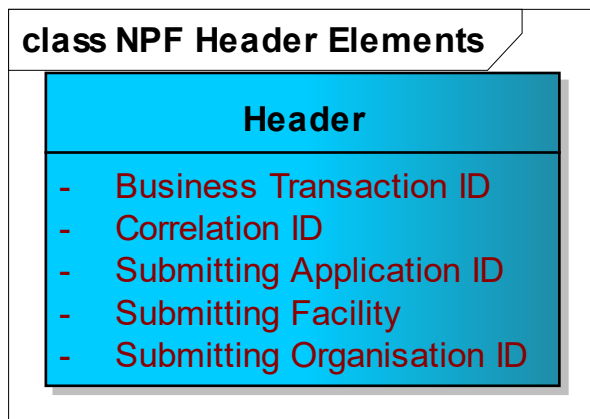 class NPF Header Elements
Header
- Business Transaction ID
- Correlation ID
- Submitting Application ID
- Submitting Facility
- Submitting Organisation ID